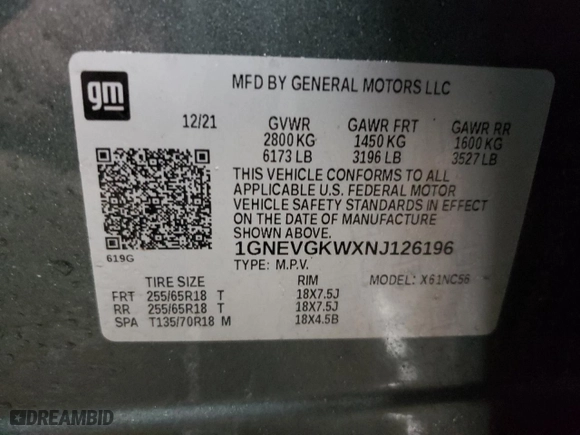 gm
MFD BY GENERAL MOTORS LLC
12/21 GVWR GAWR FRT GAWR RR
2800 KG 1450 KG 1600 KG
6173 LB 3196 LB 3527 LB
THIS VEHICLE CONFORMS TO ALL
APPLICABLE U.S. FEDERAL MOTOR
VEHICLE SAFETY STANDARDS IN EFFECT
ON THE DATE OF MANUFACTURE
1GNEVGKWXNJ126196
619G
TYPE: M.P.V. MODEL: X61NC56
TIRE SIZE RIM
FRT 255/65R18 T 18X7.5J
RR 255/65R18 T 18X7.5J
SPA T135/70R18 M 18X4.5B
DREAMBID